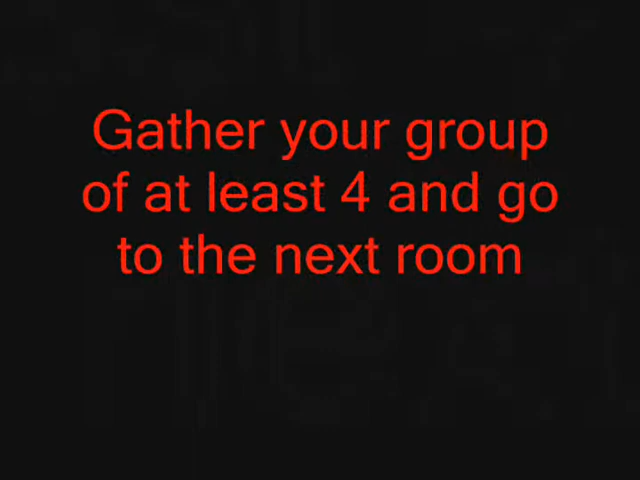 Gather your group
of at least 4 and go
to the next room